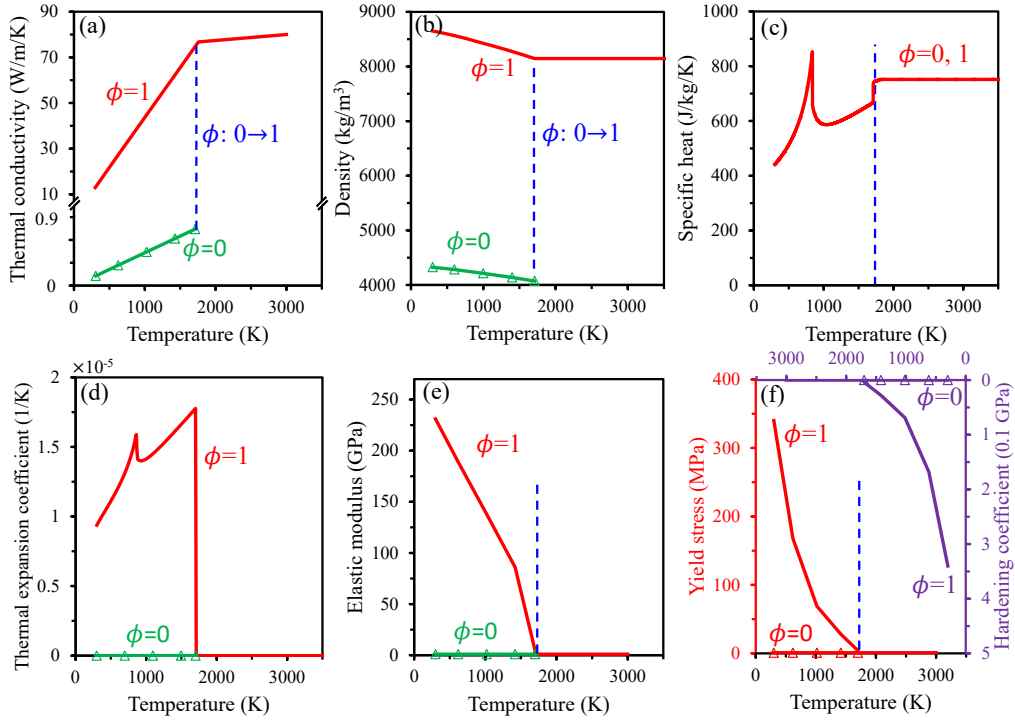 (a)
Thermal conductivity (W/m/K)
90
70
50
30
10
0.9
0
ϕ=1
ϕ: 0→1
ϕ=0
0 1000 2000 3000
Temperature (K)
(b)
Density (kg/m³)
9000
8000
7000
6000
5000
4000
ϕ=1
ϕ: 0→1
ϕ=0
0 1000 2000 3000
Temperature (K)
(c)
Specific heat (J/kg/K)
1000
800
600
400
200
0
ϕ=0, 1
0 1000 2000 3000
Temperature (K)
(d)
×10⁻⁵
Thermal expansion coefficient (1/K)
2
1.5
1
0.5
0
ϕ=1
ϕ=0
0 1000 2000 3000
Temperature (K)
(e)
Elastic modulus (GPa)
250
200
150
100
50
0
ϕ=1
ϕ=0
0 1000 2000 3000
Temperature (K)
(f)
3000 2000 1000 0
Yield stress (MPa)
400
300
200
100
0
ϕ=1
ϕ=0
ϕ=0
ϕ=1
0
1
2
3
4
5
Hardening coefficient (0.1 GPa)
0 1000 2000 3000
Temperature (K)